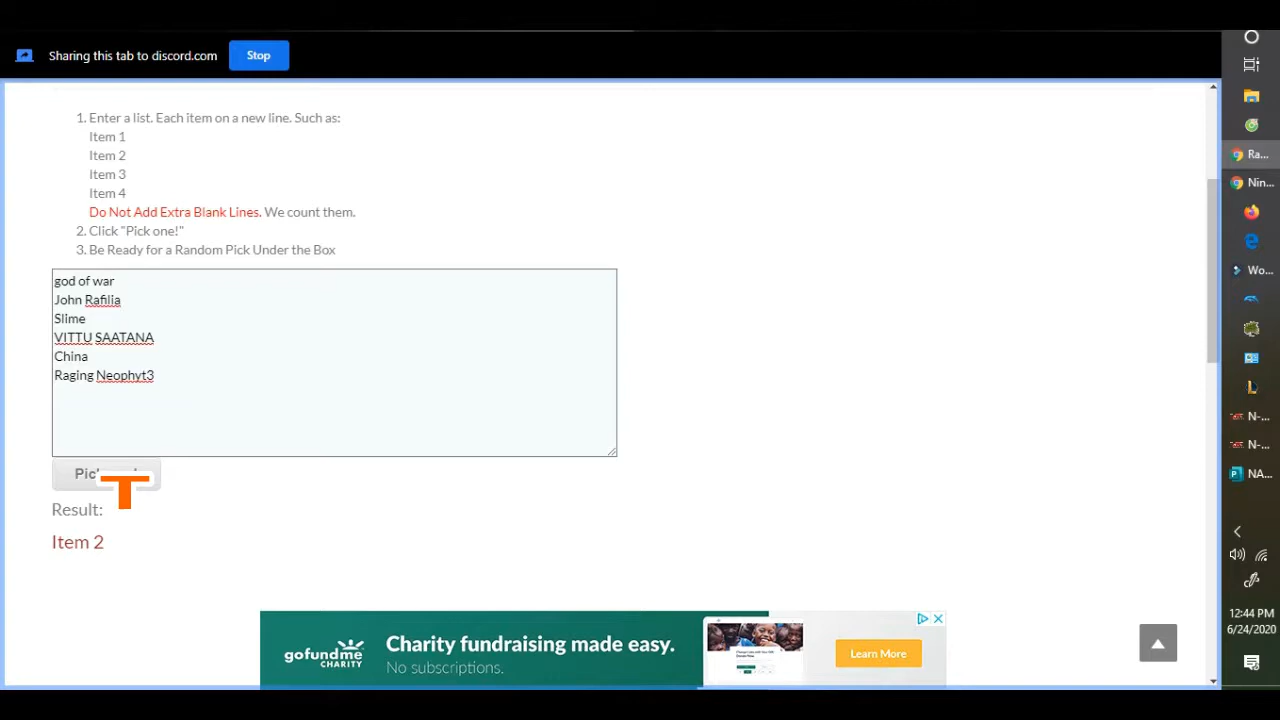 Sharing this tab to discord.com
Stop
1. Enter a list. Each item on a new line. Such as:
Item 1
Item 2
Item 3
Item 4
Do Not Add Extra Blank Lines. We count them.
2. Click "Pick one!"
3. Be Ready for a Random Pick Under the Box
god of war
John Rafilia
Slime
VITTU SAATANA
China
Raging Neophyt3
Result:
Item 2
gofundme
CHARITY
Charity fundraising made easy.
No subscriptions.
Learn More
Ra...
Nin...
Wo...
N-...
N-...
NA...
12:44 PM
6/24/2020